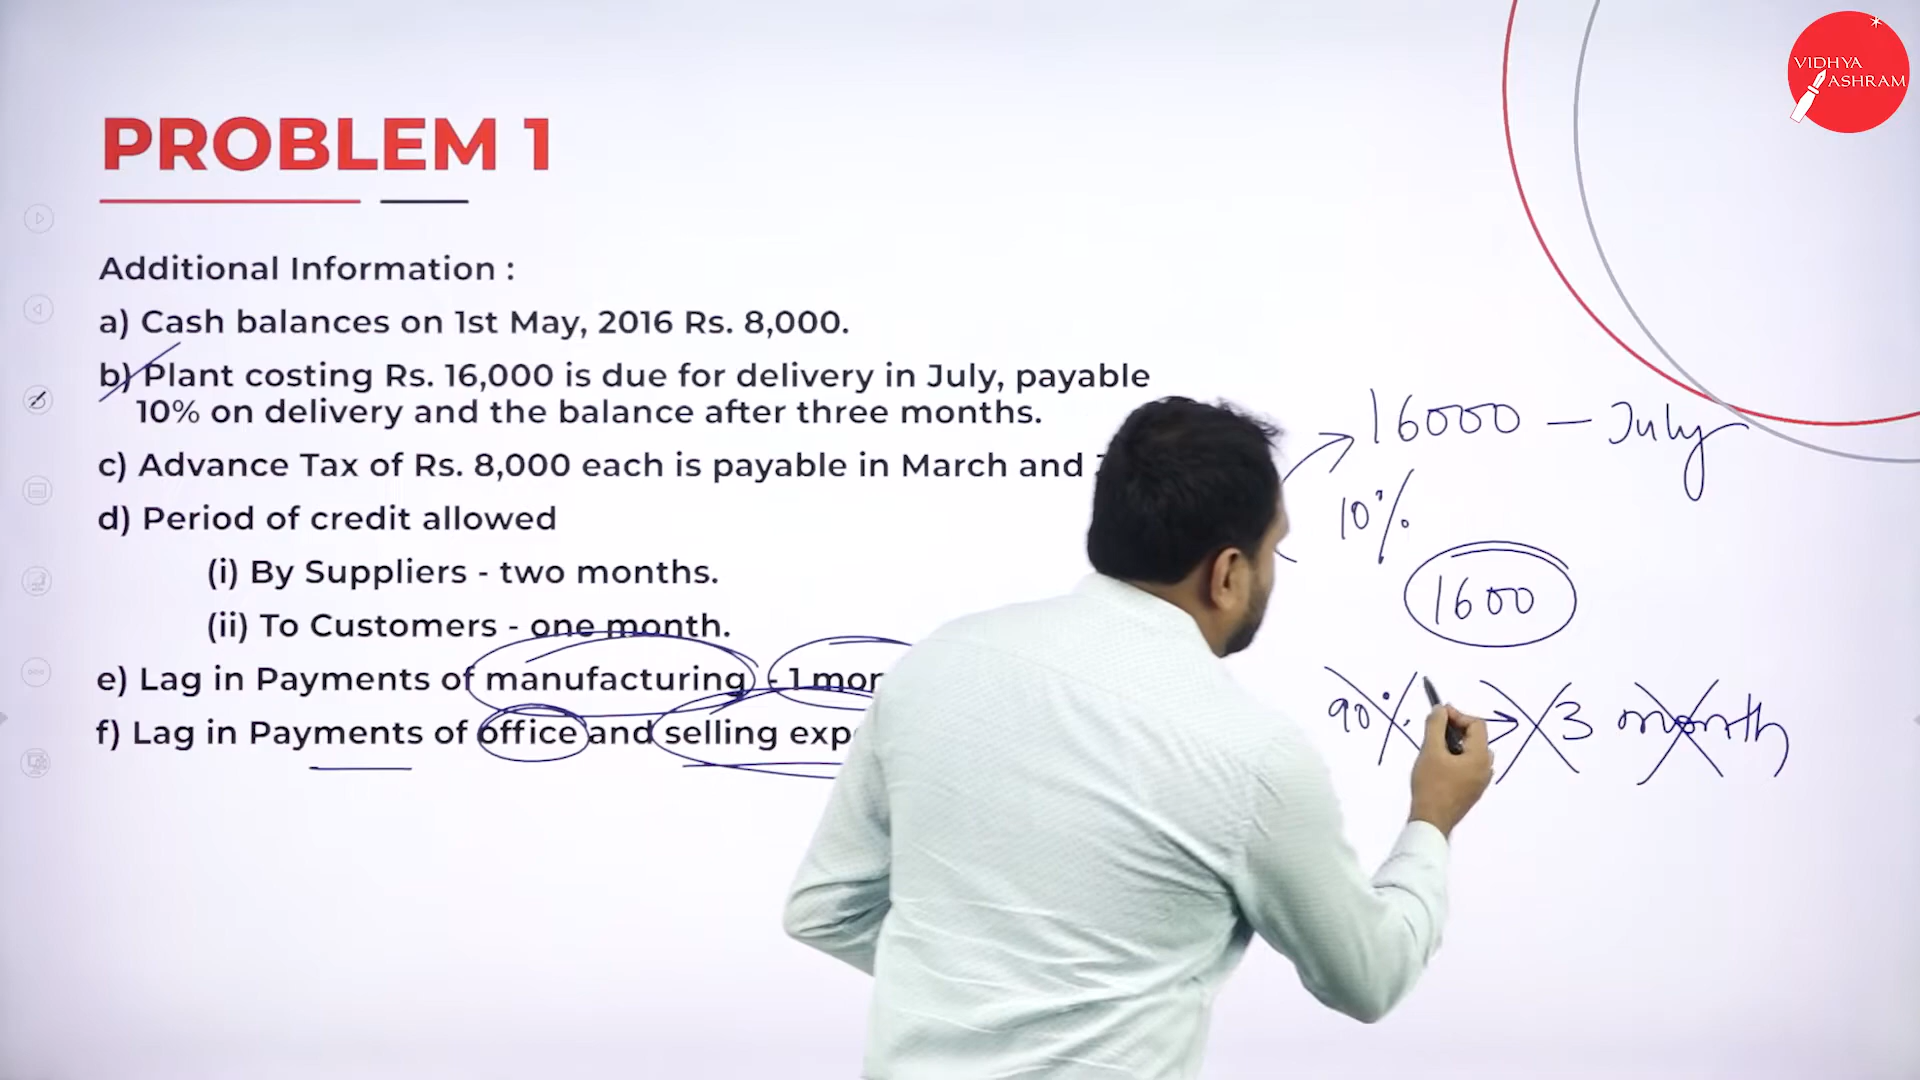 VIDHYA
ASHRAM
PROBLEM 1
Additional Information :
a) Cash balances on 1st May, 2016 Rs. 8,000.
b) Plant costing Rs. 16,000 is due for delivery in July, payable
10% on delivery and the balance after three months.
c) Advance Tax of Rs. 8,000 each is payable in March and
d) Period of credit allowed
(i) By Suppliers - two months.
(ii) To Customers - one month.
e) Lag in Payments of manufacturing - 1
f) Lag in Payments of office and selling
16000 - July
10%
1600
90% → 3 month